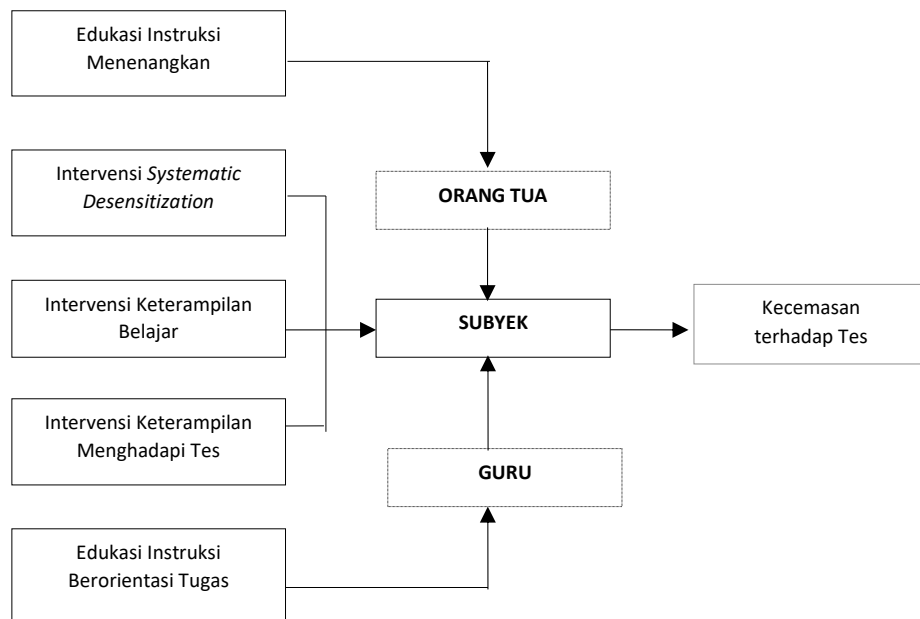 Edukasi Instruksi
Menenangkan
Intervensi Systematic
Desensitization
ORANG TUA
Intervensi Keterampilan
Belajar
SUBYEK
Kecemasan
terhadap Tes
Intervensi Keterampilan
Menghadapi Tes
GURU
Edukasi Instruksi
Berorientasi Tugas